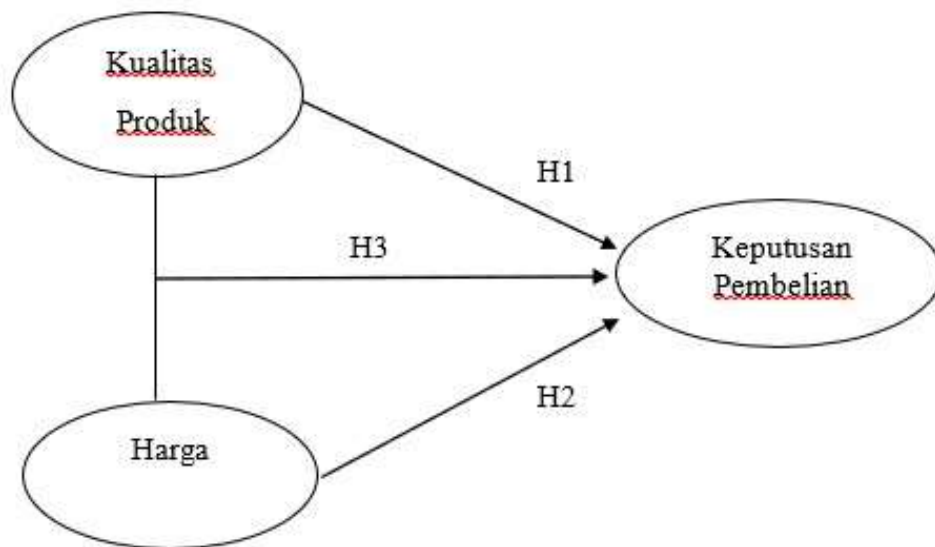 Kualitas
Produk
H1
H3
Keputusan
Pembelian
H2
Harga